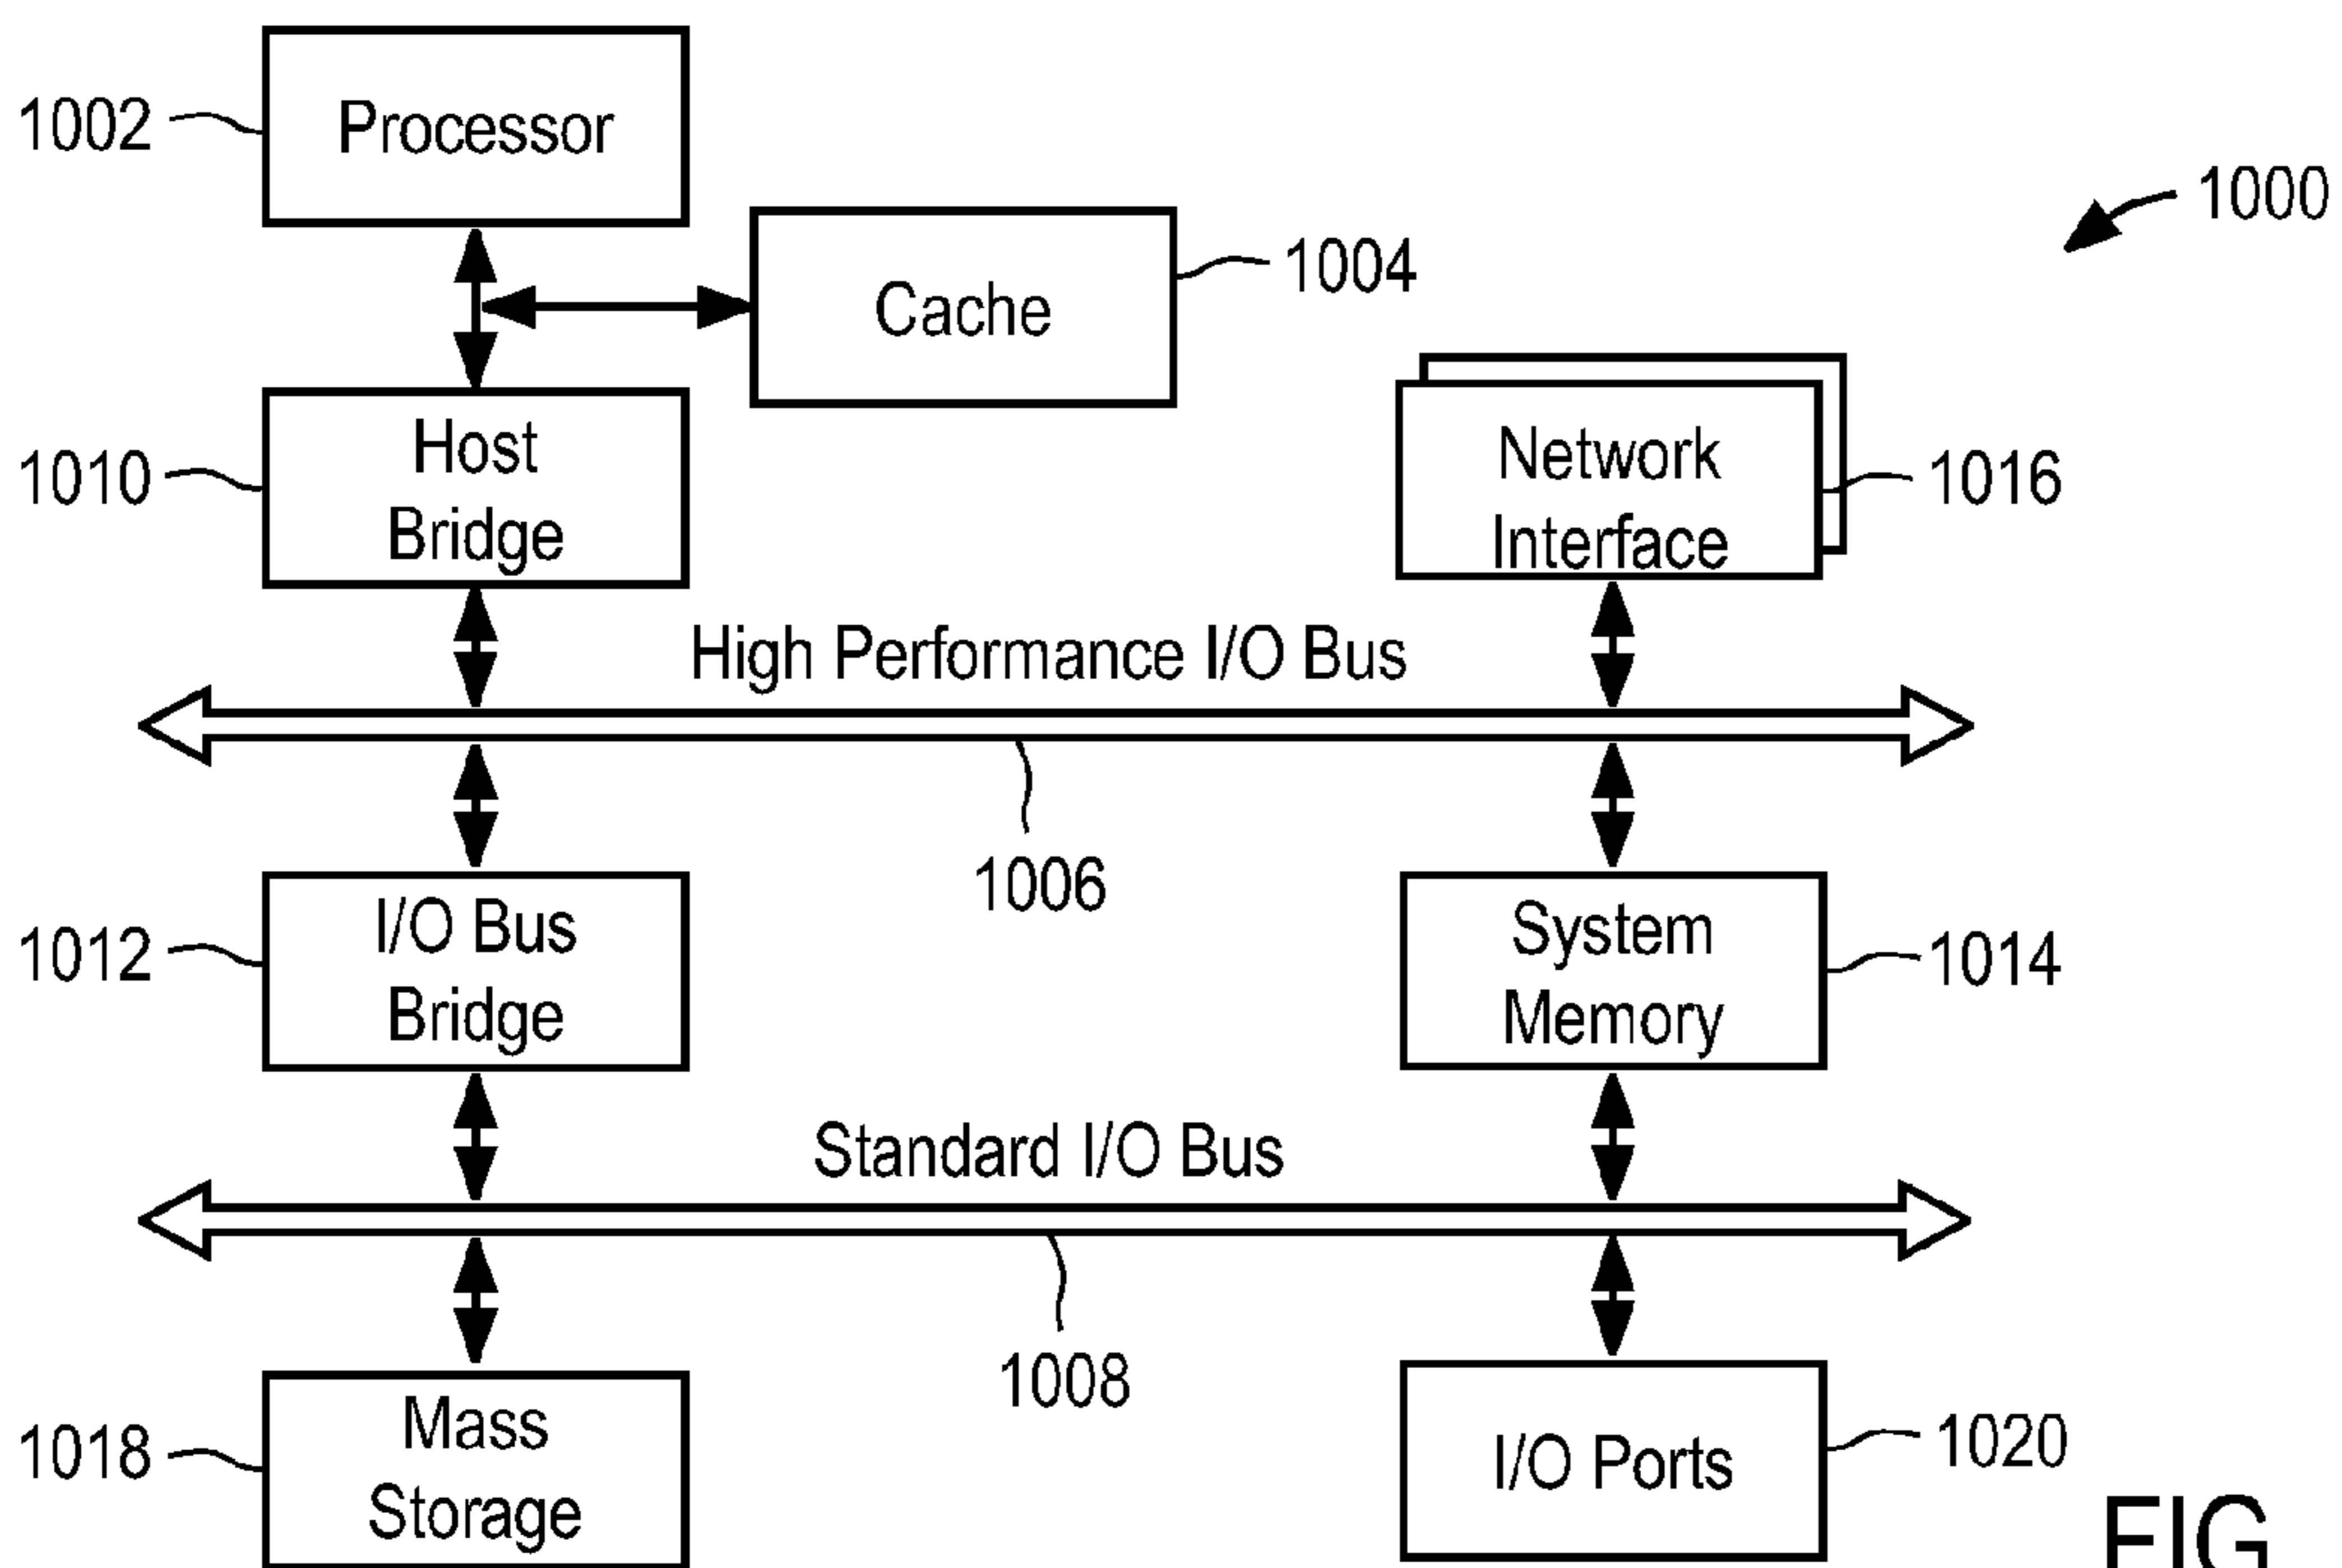 1002
Processor
1000
Cache
1004
1010
Host
Bridge
Network
Interface
1016
High Performance I/O Bus
1006
1012
I/O Bus
Bridge
System
Memory
1014
Standard I/O Bus
1008
1018
Mass
Storage
I/O Ports
1020
FIG